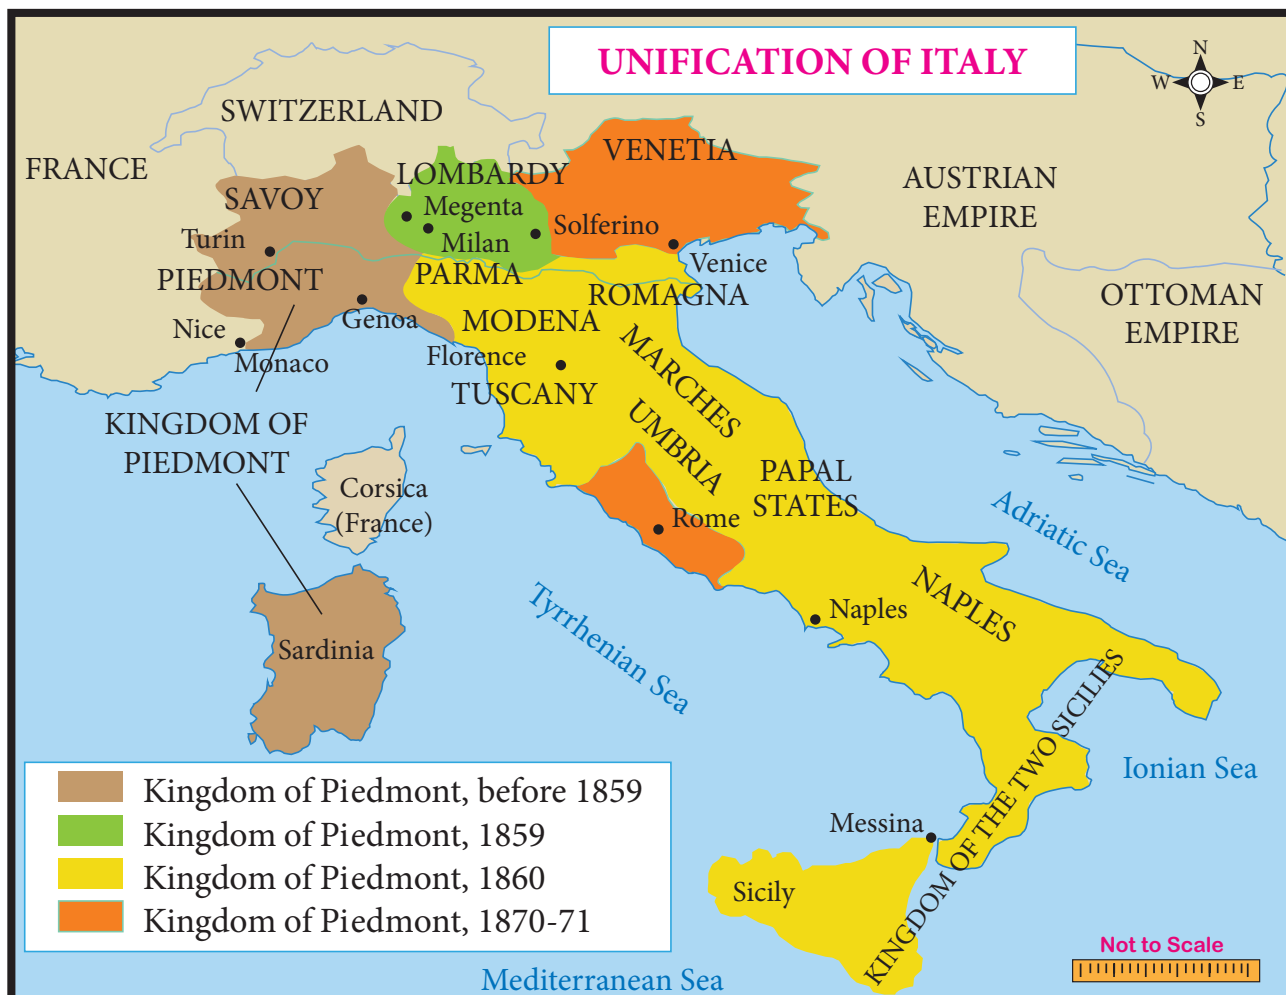 UNIFICATION OF ITALY
N
W
E
S
SWITZERLAND
FRANCE
LOMBARDY
VENETIA
SAVOY
Megenta
AUSTRIAN
EMPIRE
Turin
Milan
Solferino
Venice
PIEDMONT
PARMA
ROMAGNA
OTTOMAN
EMPIRE
Nice
Genoa
MODENA
Monaco
Florence
MARCHES
TUSCANY
KINGDOM OF
PIEDMONT
UMBRIA
PAPAL
STATES
Corsica
(France)
Rome
Adriatic Sea
Tyrrhenian Sea
Naples
NAPLES
Sardinia
KINGDOM OF THE TWO SICILIES
Ionian Sea
Kingdom of Piedmont, before 1859
Kingdom of Piedmont, 1859
Kingdom of Piedmont, 1860
Kingdom of Piedmont, 1870-71
Messina
Sicily
Not to Scale
Mediterranean Sea